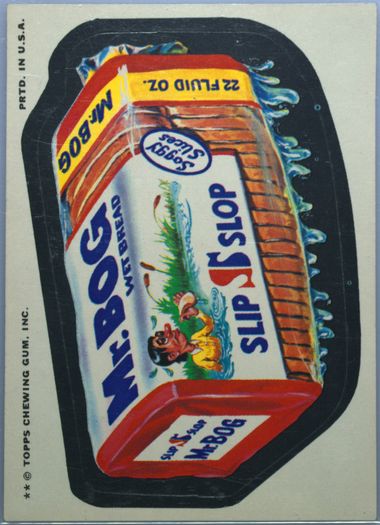 Mr. BOG
22 FLUID OZ.
Soggy
Slices
Mr. BOG
WET BREAD
SLIP SS SLOP
SLIP SS SLOP
Mr. BOG
** © TOPPS CHEWING GUM, INC.
PRTD. IN U.S.A.